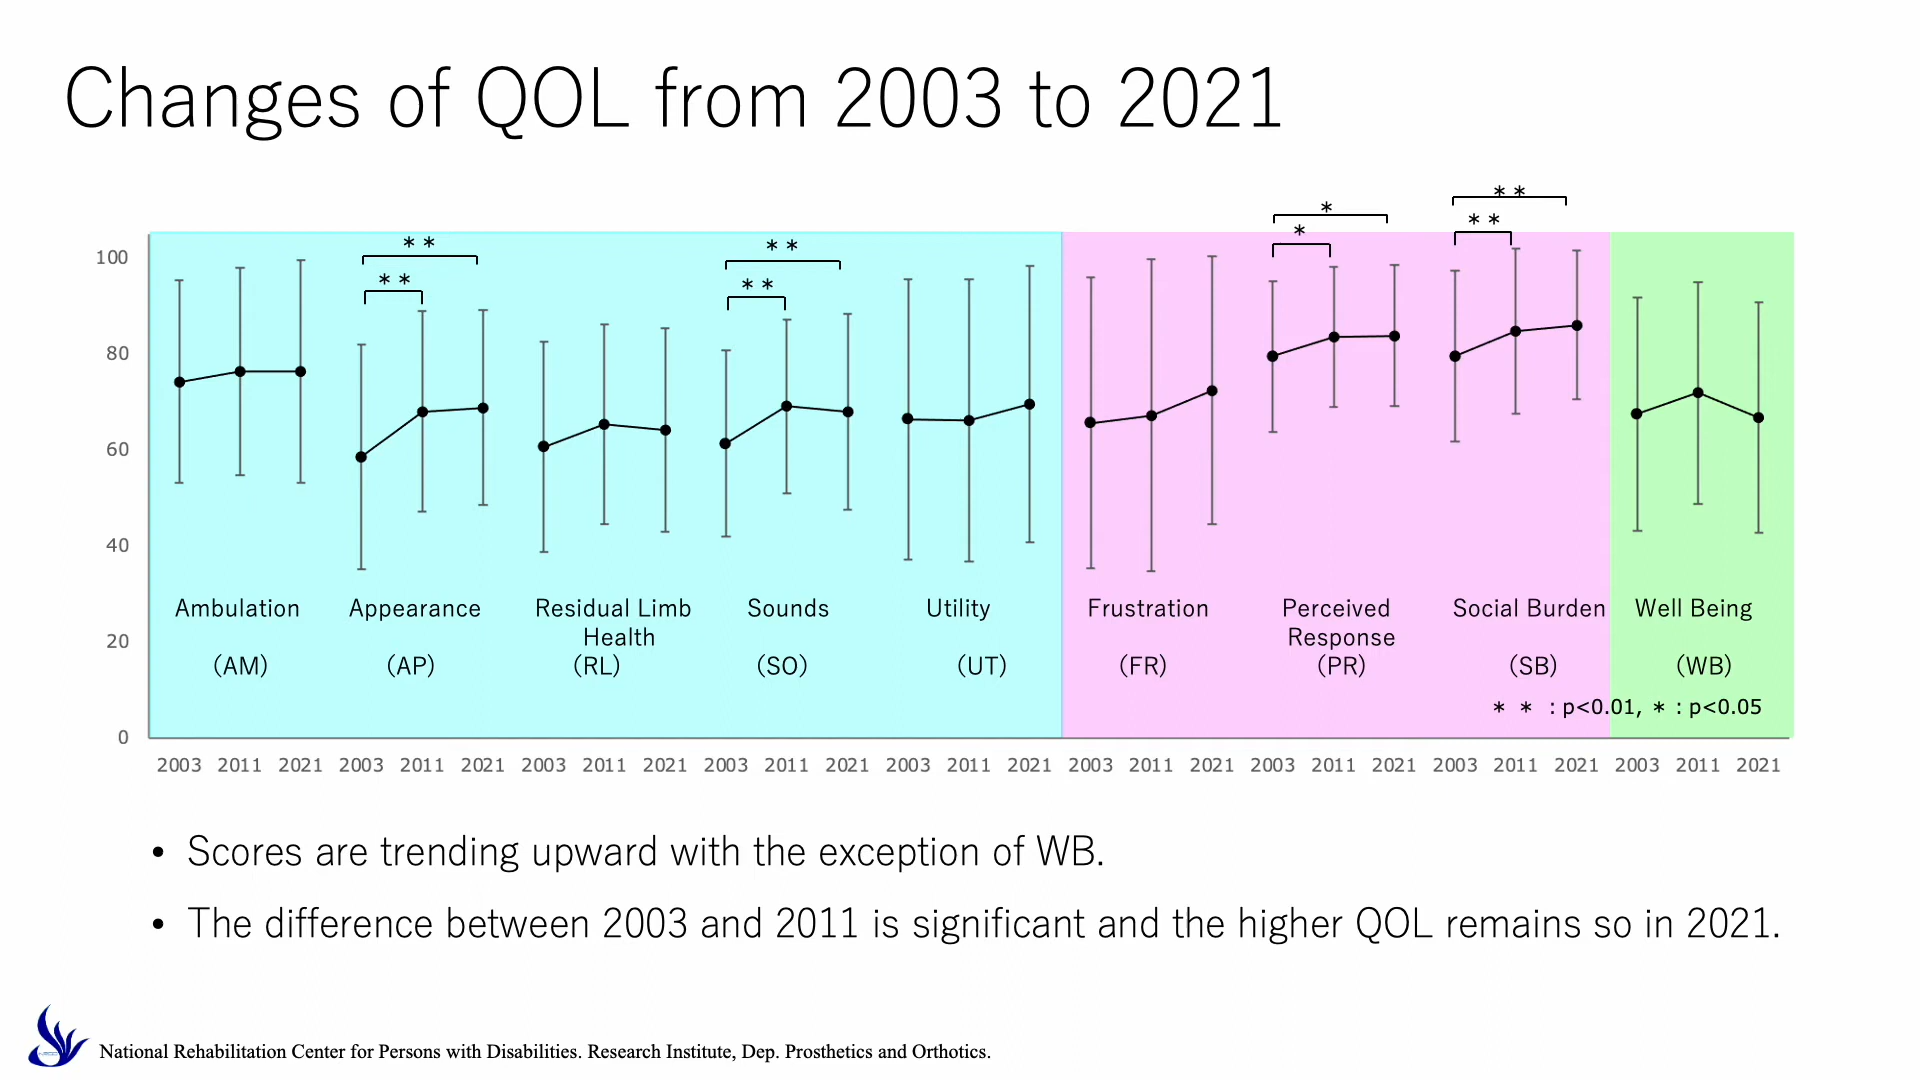 Changes of QOL from 2003 to 2021
**
*
**
*
**
**
**
**
100
80
60
40
20
0
Ambulation
(AM)
Appearance
(AP)
Residual Limb
Health
(RL)
Sounds
(SO)
Utility
(UT)
Frustration
(FR)
Perceived
Response
(PR)
Social Burden
(SB)
Well Being
(WB)
* * : p<0.01, * : p<0.05
2003 2011 2021 2003 2011 2021 2003 2011 2021 2003 2011 2021 2003 2011 2021 2003 2011 2021 2003 2011 2021 2003 2011 2021 2003 2011 2021
• Scores are trending upward with the exception of WB.
• The difference between 2003 and 2011 is significant and the higher QOL remains so in 2021.
National Rehabilitation Center for Persons with Disabilities. Research Institute, Dep. Prosthetics and Orthotics.